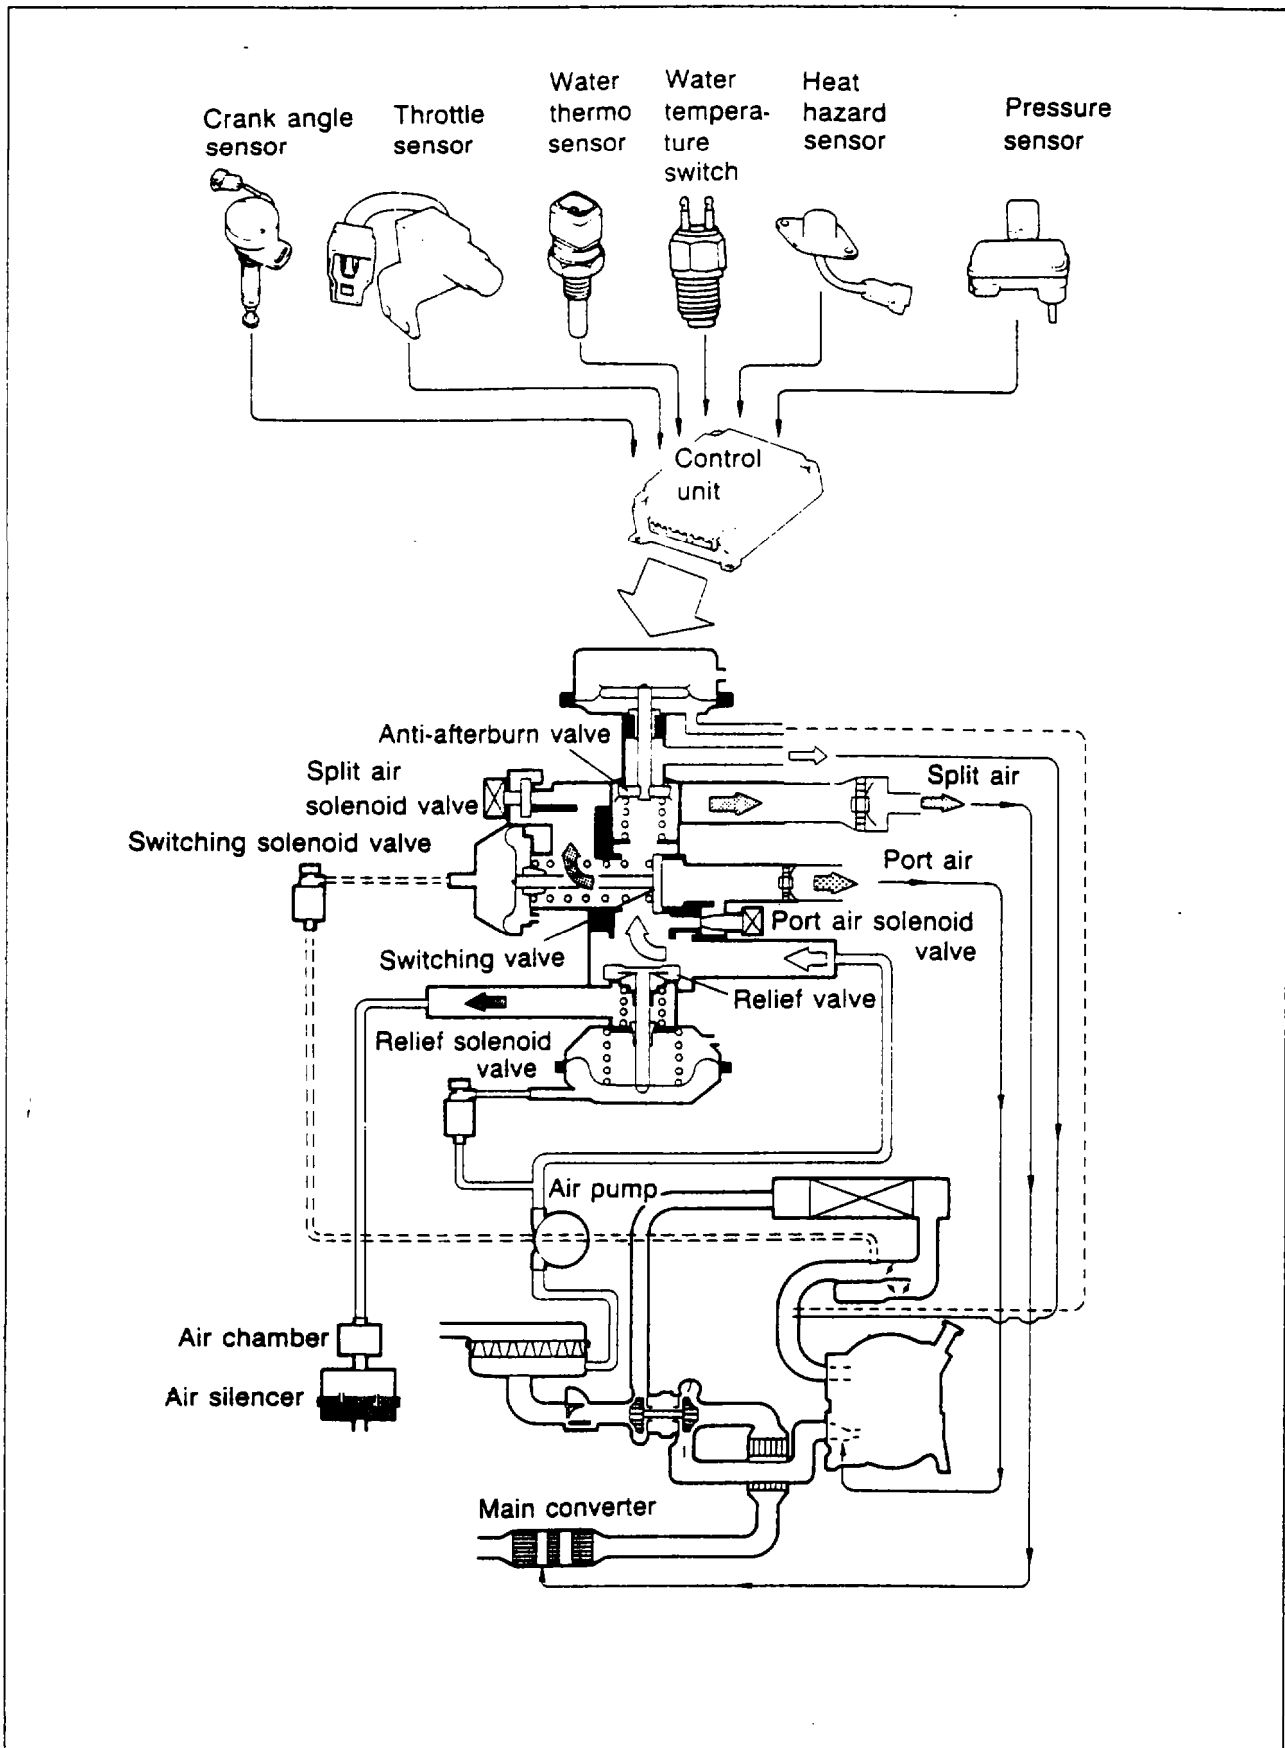 Crank angle
sensor
Throttle
sensor
Water
thermo
sensor
Water
tempera-
ture
switch
Heat
hazard
sensor
Pressure
sensor
Control
unit
Anti-afterburn valve
Split air
solenoid valve
Split air
Switching solenoid valve
Port air
Port air solenoid
valve
Switching valve
Relief valve
Relief solenoid
valve
Air pump
Air chamber
Air silencer
Main converter